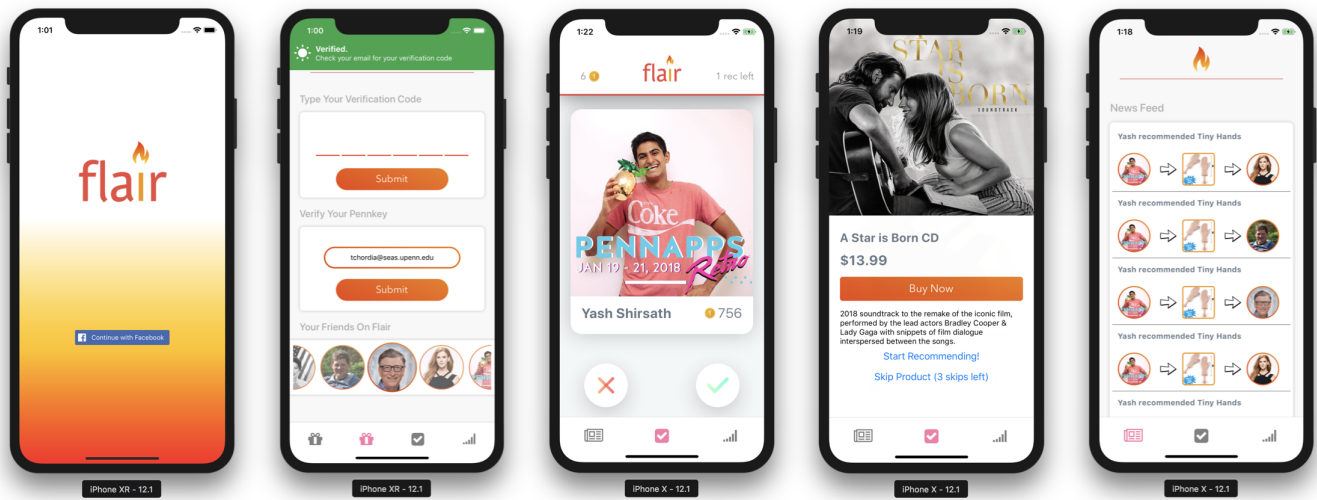 1:01
flair
Continue with Facebook
iPhone XR - 12.1
1:00
Verified.
Check your email for your verification code
Type Your Verification Code
Submit
Verify Your Pennkey
tchordia@seas.upenn.edu
Submit
Your Friends On Flair
iPhone XR - 12.1
1:22
6
flair
1 rec left
Coke
PENNAPPS
JAN 19 - 21, 2018
Retro
Yash Shirsath
756
iPhone X - 12.1
1:19
STAR
IS
BORN
SOUNDTRACK
A Star is Born CD
$13.99
Buy Now
2018 soundtrack to the remake of the iconic film,
performed by the lead actors Bradley Cooper &
Lady Gaga with snippets of film dialogue
interspersed between the songs.
Start Recommending!
Skip Product (3 skips left)
iPhone X - 12.1
1:18
News Feed
Yash recommended Tiny Hands
Yash recommended Tiny Hands
Yash recommended Tiny Hands
Yash recommended Tiny Hands
Yash recommended Tiny Hands
iPhone X - 12.1